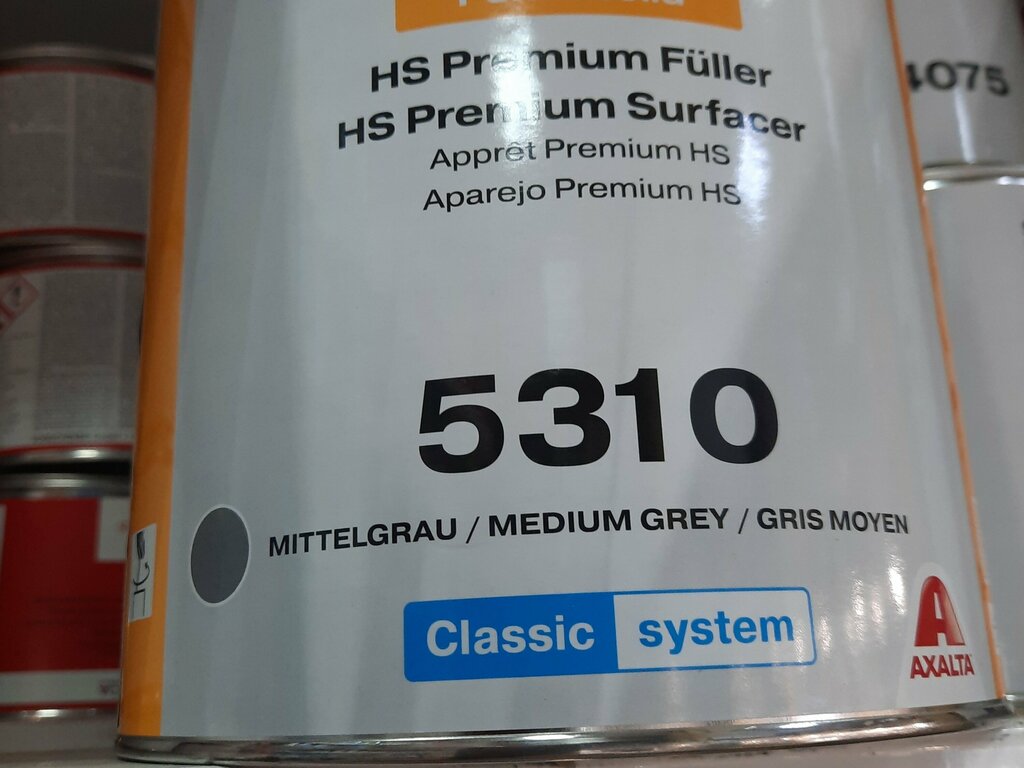 HS Premium Füller
HS Premium Surfacer
Apprêt Premium HS
Aparejo Premium HS
4075
5310
MITTELGRAU / MEDIUM GREY / GRIS MOYEN
Classic system
AXALTA